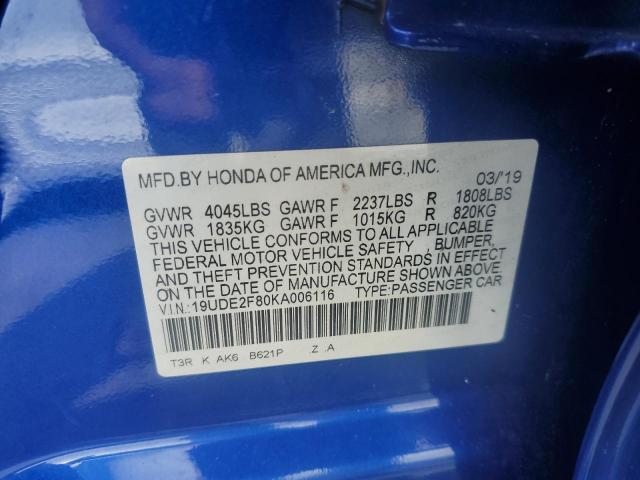 MFD.BY HONDA OF AMERICA MFG.,INC. 03/'19
GVWR 4045LBS GAWR F 2237LBS R 1808LBS
GVWR 1835KG GAWR F 1015KG R 820KG
THIS VEHICLE CONFORMS TO ALL APPLICABLE
FEDERAL MOTOR VEHICLE SAFETY , BUMPER,
AND THEFT PREVENTION STANDARDS IN EFFECT
ON THE DATE OF MANUFACTURE SHOWN ABOVE.
V.I.N.: 19UDE2F80KA006116 TYPE:PASSENGER CAR
T3R K AK6 B621P .Z .A